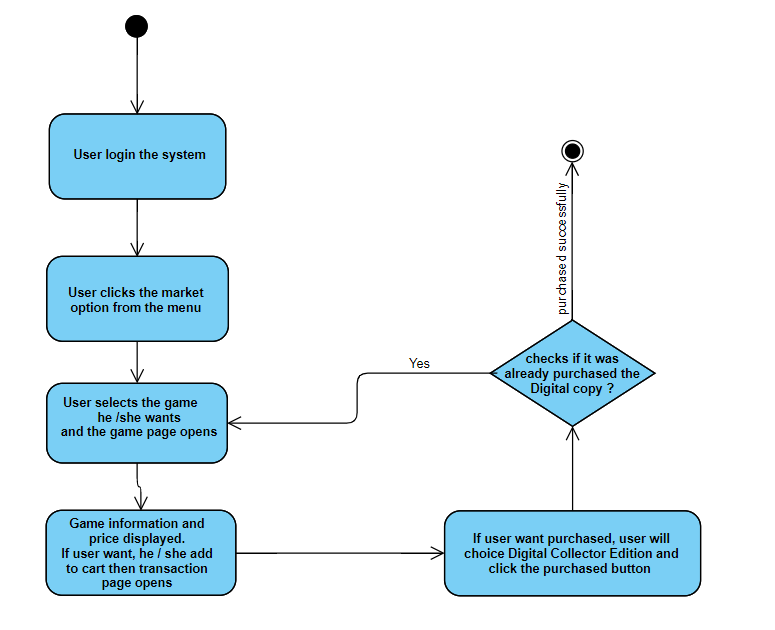 User login the system
User clicks the market
option from the menu
User selects the game
he /she wants
and the game page opens
Game information and
price displayed.
If user want, he / she add
to cart then transaction
page opens
If user want purchased, user will
choice Digital Collector Edition and
click the purchased button
checks if it was
already purchased the
Digital copy ?
Yes
purchased successfully